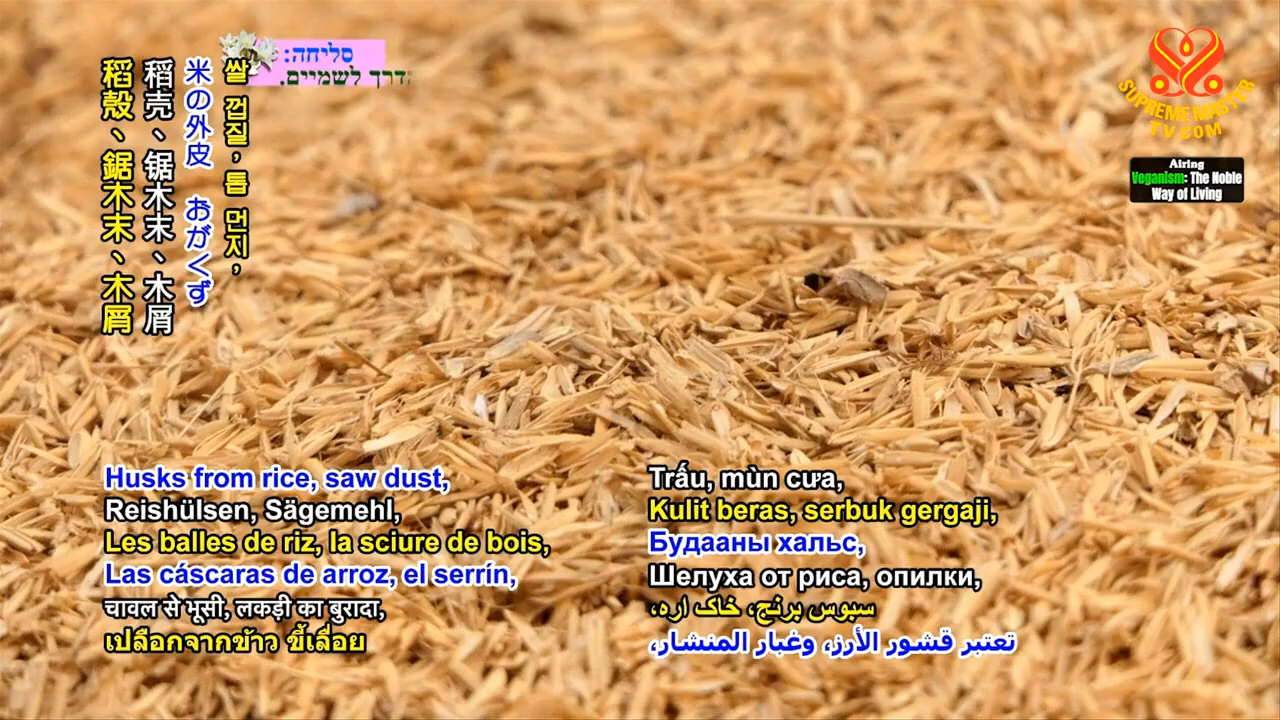 稻殼、鋸木末、木屑
稻壳、锯木末、木屑
米の外皮 おがくず
쌀 껍질, 톱 먼지,
סליחה:
דרך לשמיים.
SUPREME MASTER
TV.COM
Airing
Veganism: The Noble
Way of Living
Husks from rice, saw dust,
Reishülsen, Sägemehl,
Les balles de riz, la sciure de bois,
Las cáscaras de arroz, el serrín,
चावल से भूसी, लकड़ी का बुरादा,
เปลือกจากข้าว ขี้เลื่อย
Trấu, mùn cưa,
Kulit beras, serbuk gergaji,
Будааны хальс,
Шелуха от риса, опилки,
سبوس برنج، خاک اره،
تعتبر قشور الأرز، وغبار المنشار،